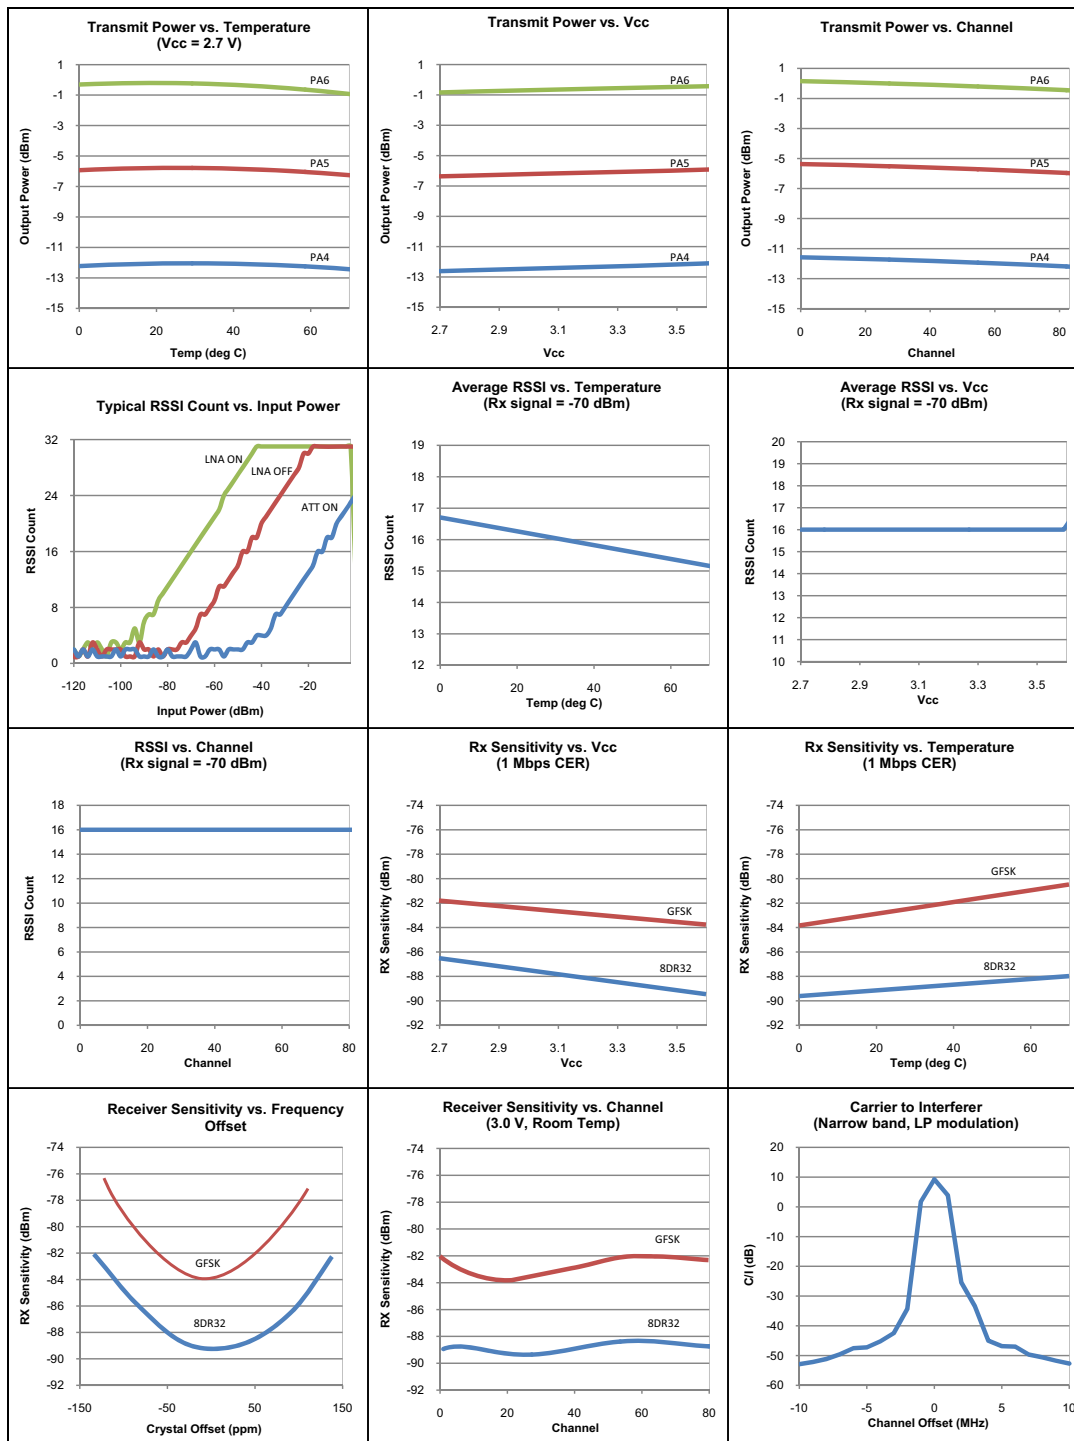 Transmit Power vs. Temperature
(Vcc = 2.7 V)
1
-1
-3
-5
-7
-9
-11
-13
-15
Output Power (dBm)
PA6
PA5
PA4
0
20
40
60
Temp (deg C)
Transmit Power vs. Vcc
1
-1
-3
-5
-7
-9
-11
-13
-15
Output Power (dBm)
PA6
PA5
PA4
2.7
2.9
3.1
3.3
3.5
Vcc
Transmit Power vs. Channel
1
-1
-3
-5
-7
-9
-11
-13
-15
Output Power (dBm)
PA6
PA5
PA4
0
20
40
60
80
Channel
Typical RSSI Count vs. Input Power
32
24
16
8
0
RSSI Count
LNA ON
LNA OFF
ATT ON
-120
-100
-80
-60
-40
-20
Input Power (dBm)
Average RSSI vs. Temperature
(Rx signal = -70 dBm)
19
18
17
16
15
14
13
12
RSSI Count
0
20
40
60
Temp (deg C)
Average RSSI vs. Vcc
(Rx signal = -70 dBm)
20
19
18
17
16
15
14
13
12
11
10
RSSI Count
2.7
2.9
3.1
3.3
3.5
Vcc
RSSI vs. Channel
(Rx signal = -70 dBm)
18
16
14
12
10
8
6
4
2
0
RSSI Count
0
20
40
60
80
Channel
Rx Sensitivity vs. Vcc
(1 Mbps CER)
-74
-76
-78
-80
-82
-84
-86
-88
-90
-92
RX Sensitivity (dBm)
GFSK
8DR32
2.7
2.9
3.1
3.3
3.5
Vcc
Rx Sensitivity vs. Temperature
(1 Mbps CER)
-74
-76
-78
-80
-82
-84
-86
-88
-90
-92
RX Sensitivity (dBm)
GFSK
8DR32
0
20
40
60
Temp (deg C)
Receiver Sensitivity vs. Frequency
Offset
-74
-76
-78
-80
-82
-84
-86
-88
-90
-92
RX Sensitivity (dBm)
GFSK
8DR32
-150
-50
50
150
Crystal Offset (ppm)
Receiver Sensitivity vs. Channel
(3.0 V, Room Temp)
-74
-76
-78
-80
-82
-84
-86
-88
-90
-92
RX Sensitivity (dBm)
GFSK
8DR32
0
20
40
60
80
Channel
Carrier to Interferer
(Narrow band, LP modulation)
20
10
0
-10
-20
-30
-40
-50
-60
C/I (dB)
-10
-5
0
5
10
Channel Offset (MHz)